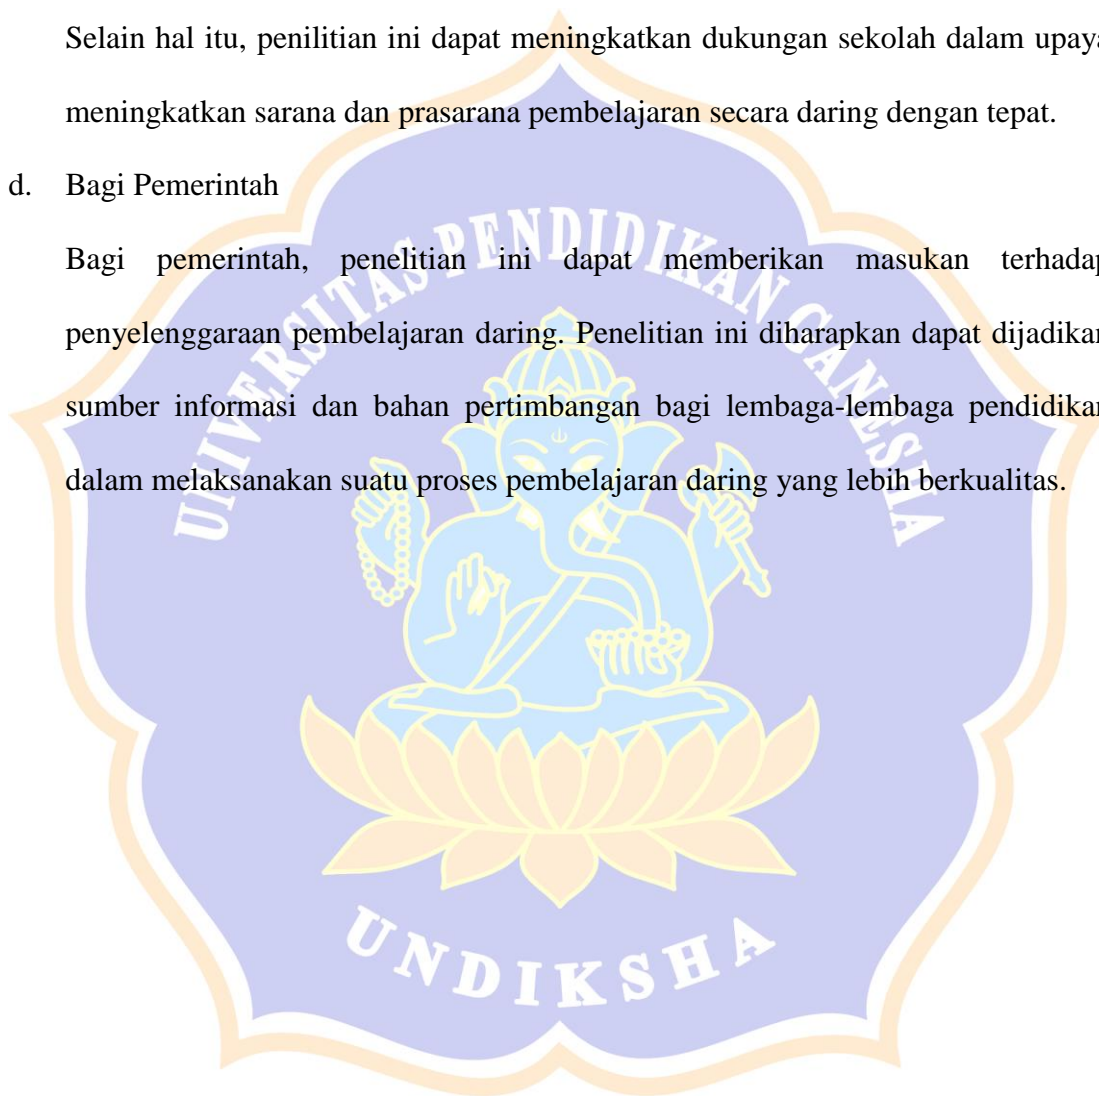 Selain hal itu, penilitian ini dapat meningkatkan dukungan sekolah dalam upaya
meningkatkan sarana dan prasarana pembelajaran secara daring dengan tepat.
d. Bagi Pemerintah
Bagi pemerintah, penelitian ini dapat memberikan masukan terhadap
penyelenggaraan pembelajaran daring. Penelitian ini diharapkan dapat dijadikan
sumber informasi dan bahan pertimbangan bagi lembaga-lembaga pendidikan
dalam melaksanakan suatu proses pembelajaran daring yang lebih berkualitas.
UNIVERSITAS PENDIDIKAN GANESHA
UNDIKSHA